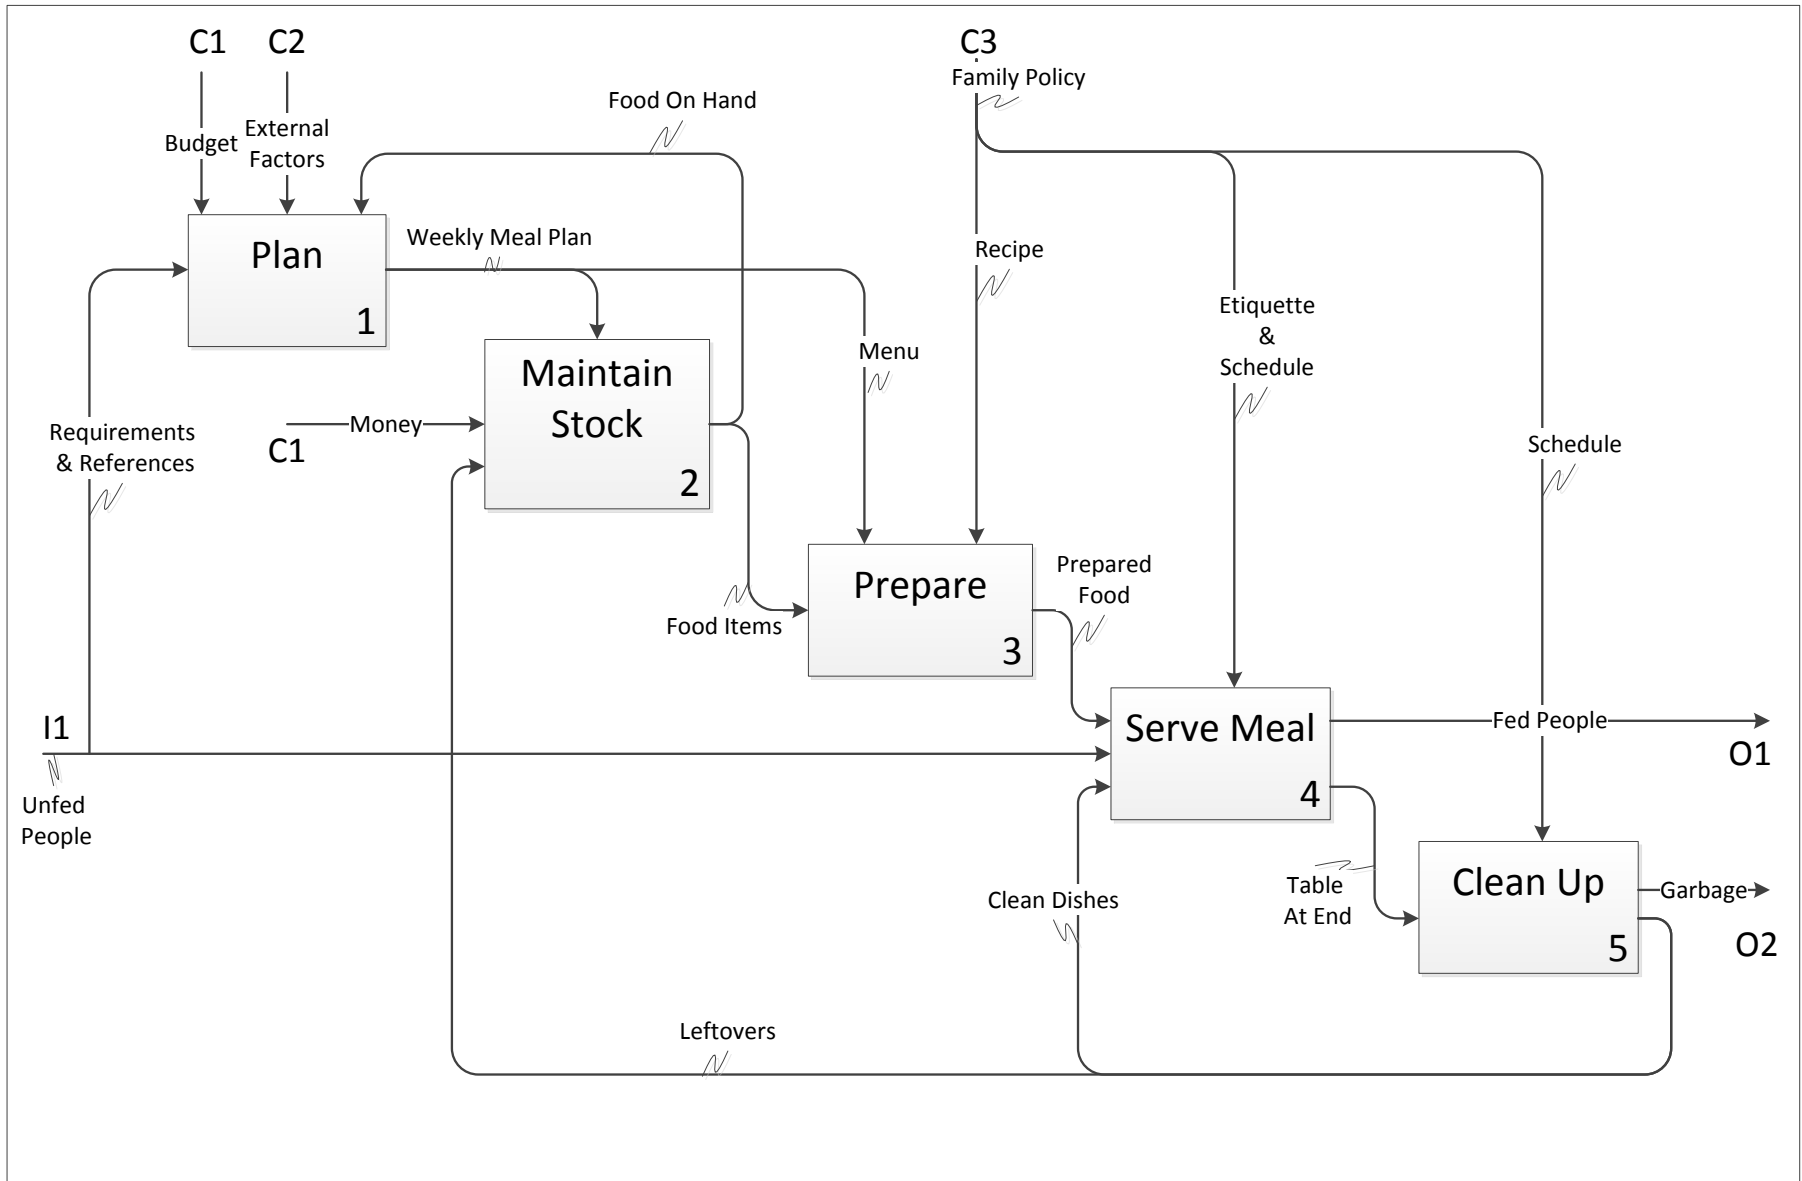 C1
C2
C3
Family Policy
Food On Hand
Budget
External
Factors
Plan
1
Weekly Meal Plan
Recipe
Etiquette
&
Schedule
Menu
Maintain
Stock
2
Money
C1
Requirements
& References
Schedule
Prepare
3
Prepared
Food
Food Items
I1
Unfed
People
Serve Meal
4
Fed People
O1
Clean Dishes
Table
At End
Clean Up
5
Garbage
O2
Leftovers